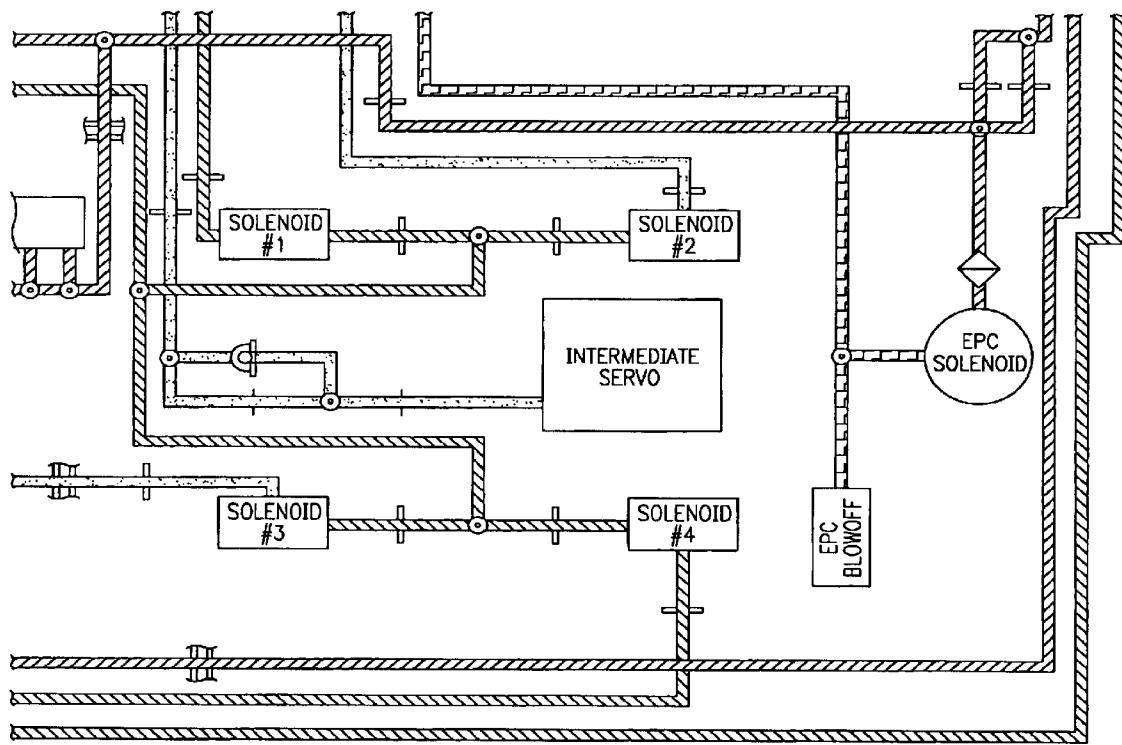 SOLENOID
#1
SOLENOID
#2
INTERMEDIATE
SERVO
EPC
SOLENOID
SOLENOID
#3
SOLENOID
#4
EPC
BLOWOFF